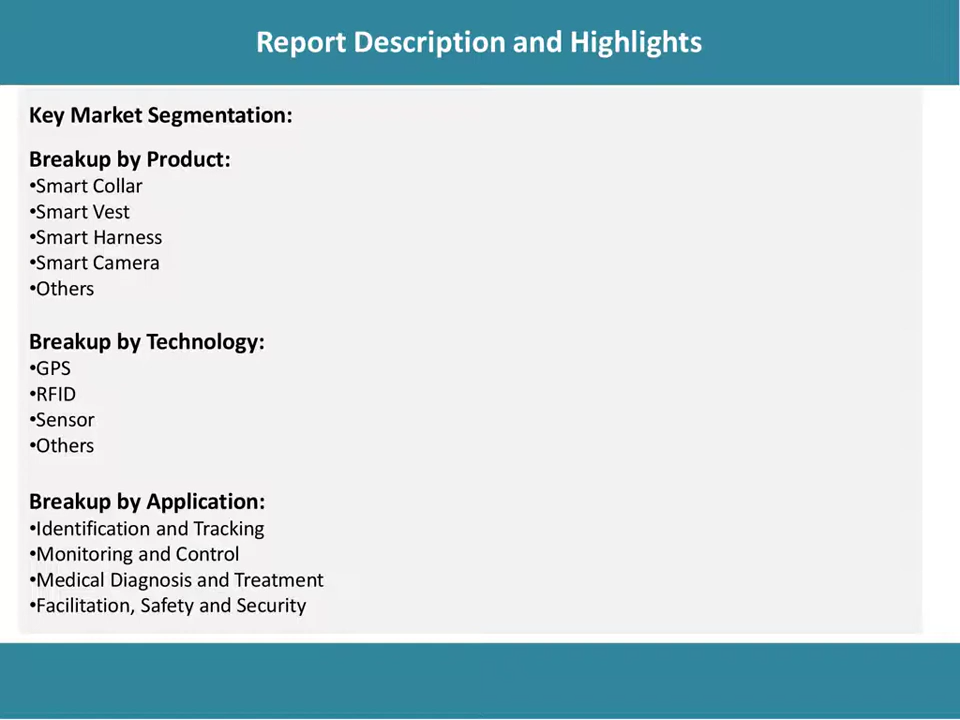 Report Description and Highlights
Key Market Segmentation:
Breakup by Product:
•Smart Collar
•Smart Vest
•Smart Harness
•Smart Camera
•Others
Breakup by Technology:
•GPS
•RFID
•Sensor
•Others
Breakup by Application:
•Identification and Tracking
•Monitoring and Control
•Medical Diagnosis and Treatment
•Facilitation, Safety and Security